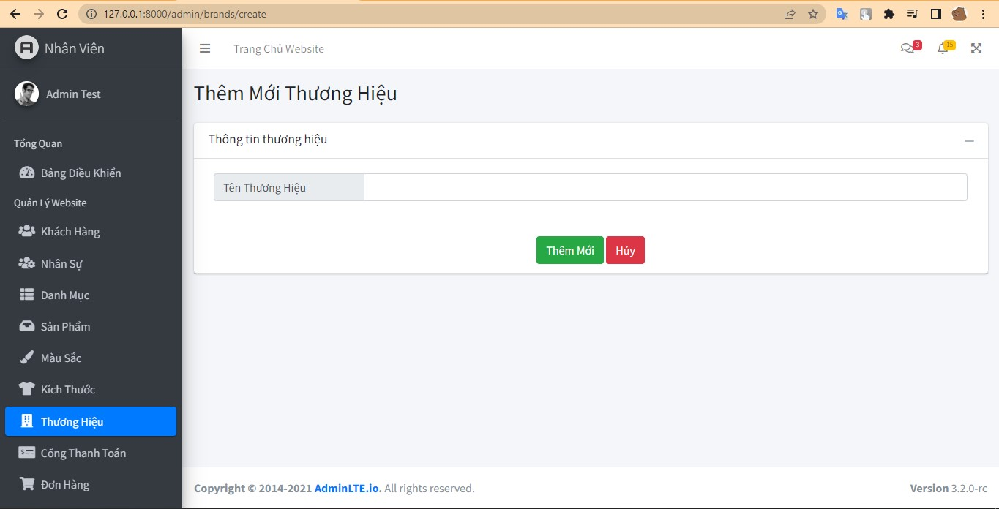 127.0.0.1:8000/admin/brands/create
Nhân Viên
Trang Chủ Website
3
15
Admin Test
Thêm Mới Thương Hiệu
Thông tin thương hiệu
Tên Thương Hiệu
Thêm Mới
Hủy
Tổng Quan
Bảng Điều Khiển
Quản Lý Website
Khách Hàng
Nhân Sự
Danh Mục
Sản Phẩm
Màu Sắc
Kích Thước
Thương Hiệu
Cổng Thanh Toán
Đơn Hàng
Copyright © 2014-2021 AdminLTE.io. All rights reserved.
Version 3.2.0-rc